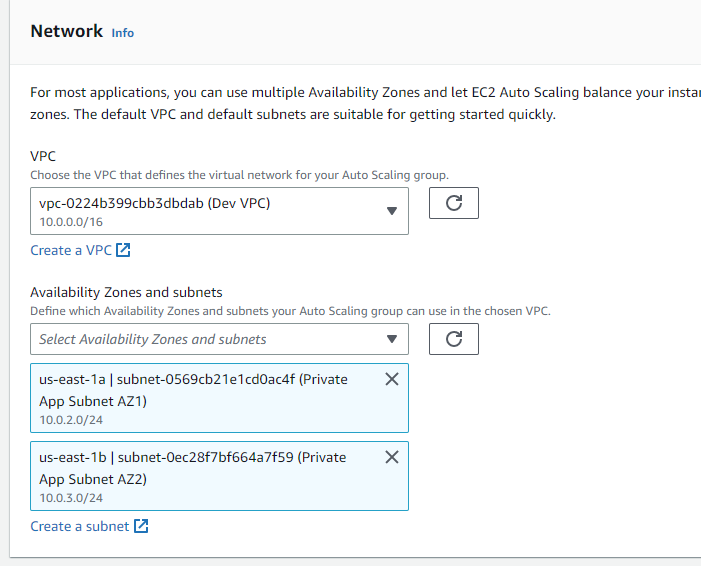 Network Info
For most applications, you can use multiple Availability Zones and let EC2 Auto Scaling balance your
zones. The default VPC and default subnets are suitable for getting started quickly.
VPC
Choose the VPC that defines the virtual network for your Auto Scaling group.
vpc-0224b399cbb3dbdab (Dev VPC)
10.0.0.0/16
Create a VPC
Availability Zones and subnets
Define which Availability Zones and subnets your Auto Scaling group can use in the chosen VPC.
Select Availability Zones and subnets
us-east-1a | subnet-0569cb21e1cd0ac4f (Private
App Subnet AZ1)
10.0.2.0/24
us-east-1b | subnet-0ec28f7bf664a7f59 (Private
App Subnet AZ2)
10.0.3.0/24
Create a subnet